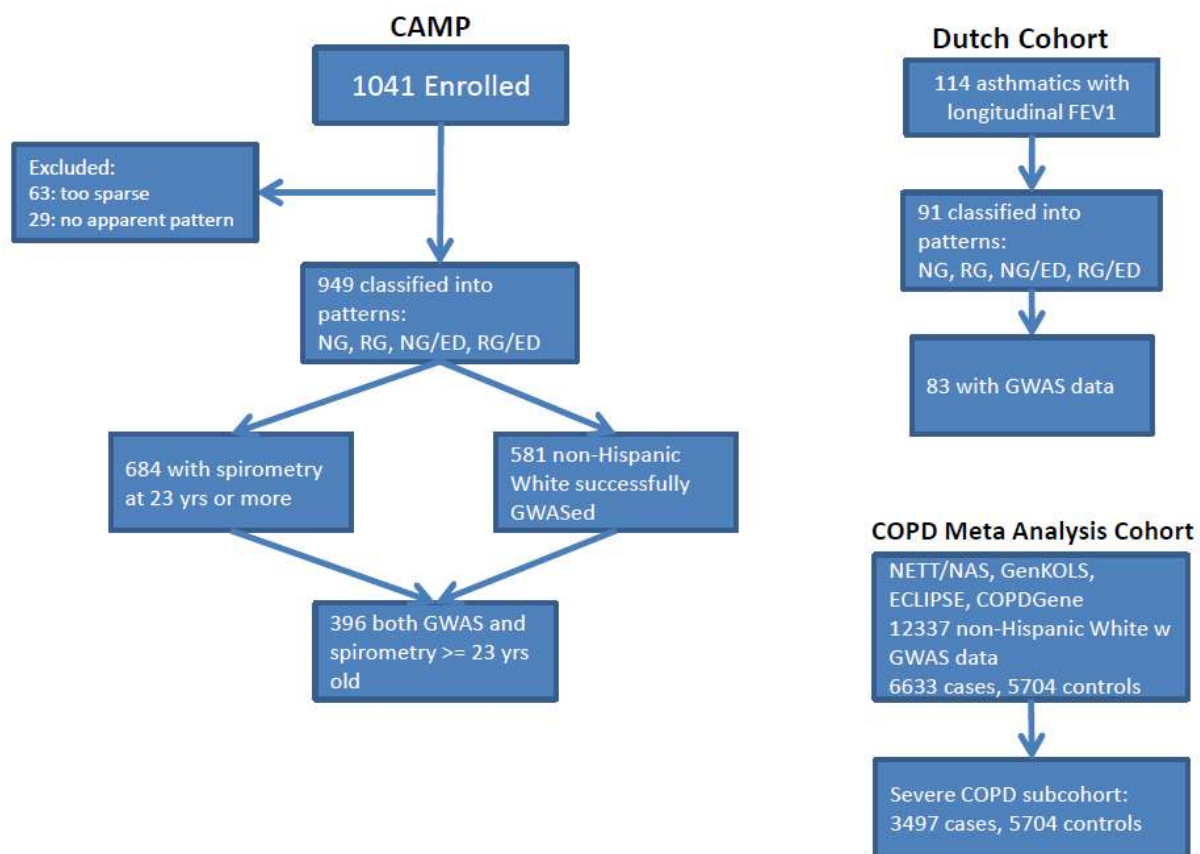 CAMP
1041 Enrolled
Excluded:
63: too sparse
29: no apparent pattern
949 classified into
patterns:
NG, RG, NG/ED, RG/ED
684 with spirometry
at 23 yrs or more
581 non-Hispanic
White successfully
GWASed
396 both GWAS and
spirometry >= 23 yrs
old
Dutch Cohort
114 asthmatics with
longitudinal FEV1
91 classified into
patterns:
NG, RG, NG/ED, RG/ED
83 with GWAS data
COPD Meta Analysis Cohort
NETT/NAS, GenKOLS,
ECLIPSE, COPDGene
12337 non-Hispanic White w
GWAS data
6633 cases, 5704 controls
Severe COPD subcohort:
3497 cases, 5704 controls